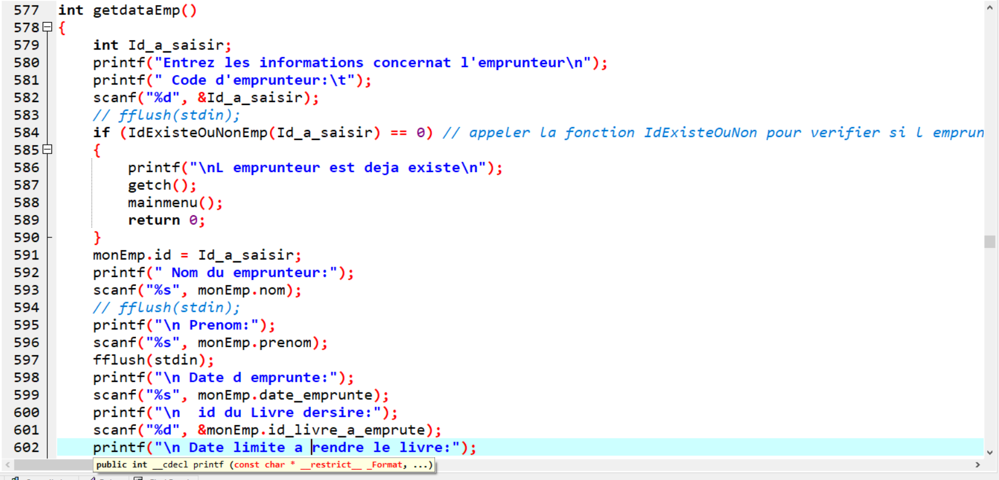 577 int getdataEmp()
578 {
579 int Id_a_saisir;
580 printf("Entrez les informations concernat l'emprunteur\n");
581 printf(" Code d'emprunteur:\t");
582 scanf("%d", &Id_a_saisir);
583 // fflush(stdin);
584 if (IdExisteOuNonEmp(Id_a_saisir) == 0) // appeler la fonction IdExisteOuNon pour verifier si l emprun
585 {
586 printf("\nL emprunteur est deja existe\n");
587 getch();
588 mainmenu();
589 return 0;
590 }
591 monEmp.id = Id_a_saisir;
592 printf(" Nom du emprunteur:");
593 scanf("%s", monEmp.nom);
594 // fflush(stdin);
595 printf("\n Prenom:");
596 scanf("%s", monEmp.prenom);
597 fflush(stdin);
598 printf("\n Date d emprunte:");
599 scanf("%s", monEmp.date_emprunte);
600 printf("\n  id du Livre dersire:");
601 scanf("%d", &monEmp.id_livre_a_emprute);
602 printf("\n Date limite a rendre le livre:");
public int __cdecl printf (const char * __restrict__ _Format, ...)